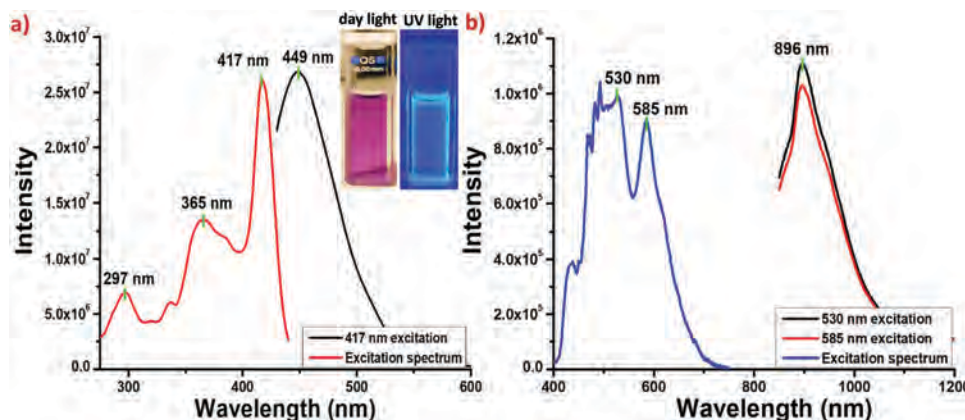 a)
day light UV light
QS
3.0x10⁷
2.5x10⁷
2.0x10⁷
1.5x10⁷
1.0x10⁷
5.0x10⁶
0.0
Intensity
297 nm
365 nm
417 nm
449 nm
417 nm excitation
Excitation spectrum
300 400 500 600
Wavelength (nm)
b)
1.2x10⁶
1.0x10⁶
8.0x10⁵
6.0x10⁵
4.0x10⁵
2.0x10⁵
0.0
Intensity
530 nm
585 nm
896 nm
530 nm excitation
585 nm excitation
Excitation spectrum
400 600 800 1000 1200
Wavelength (nm)